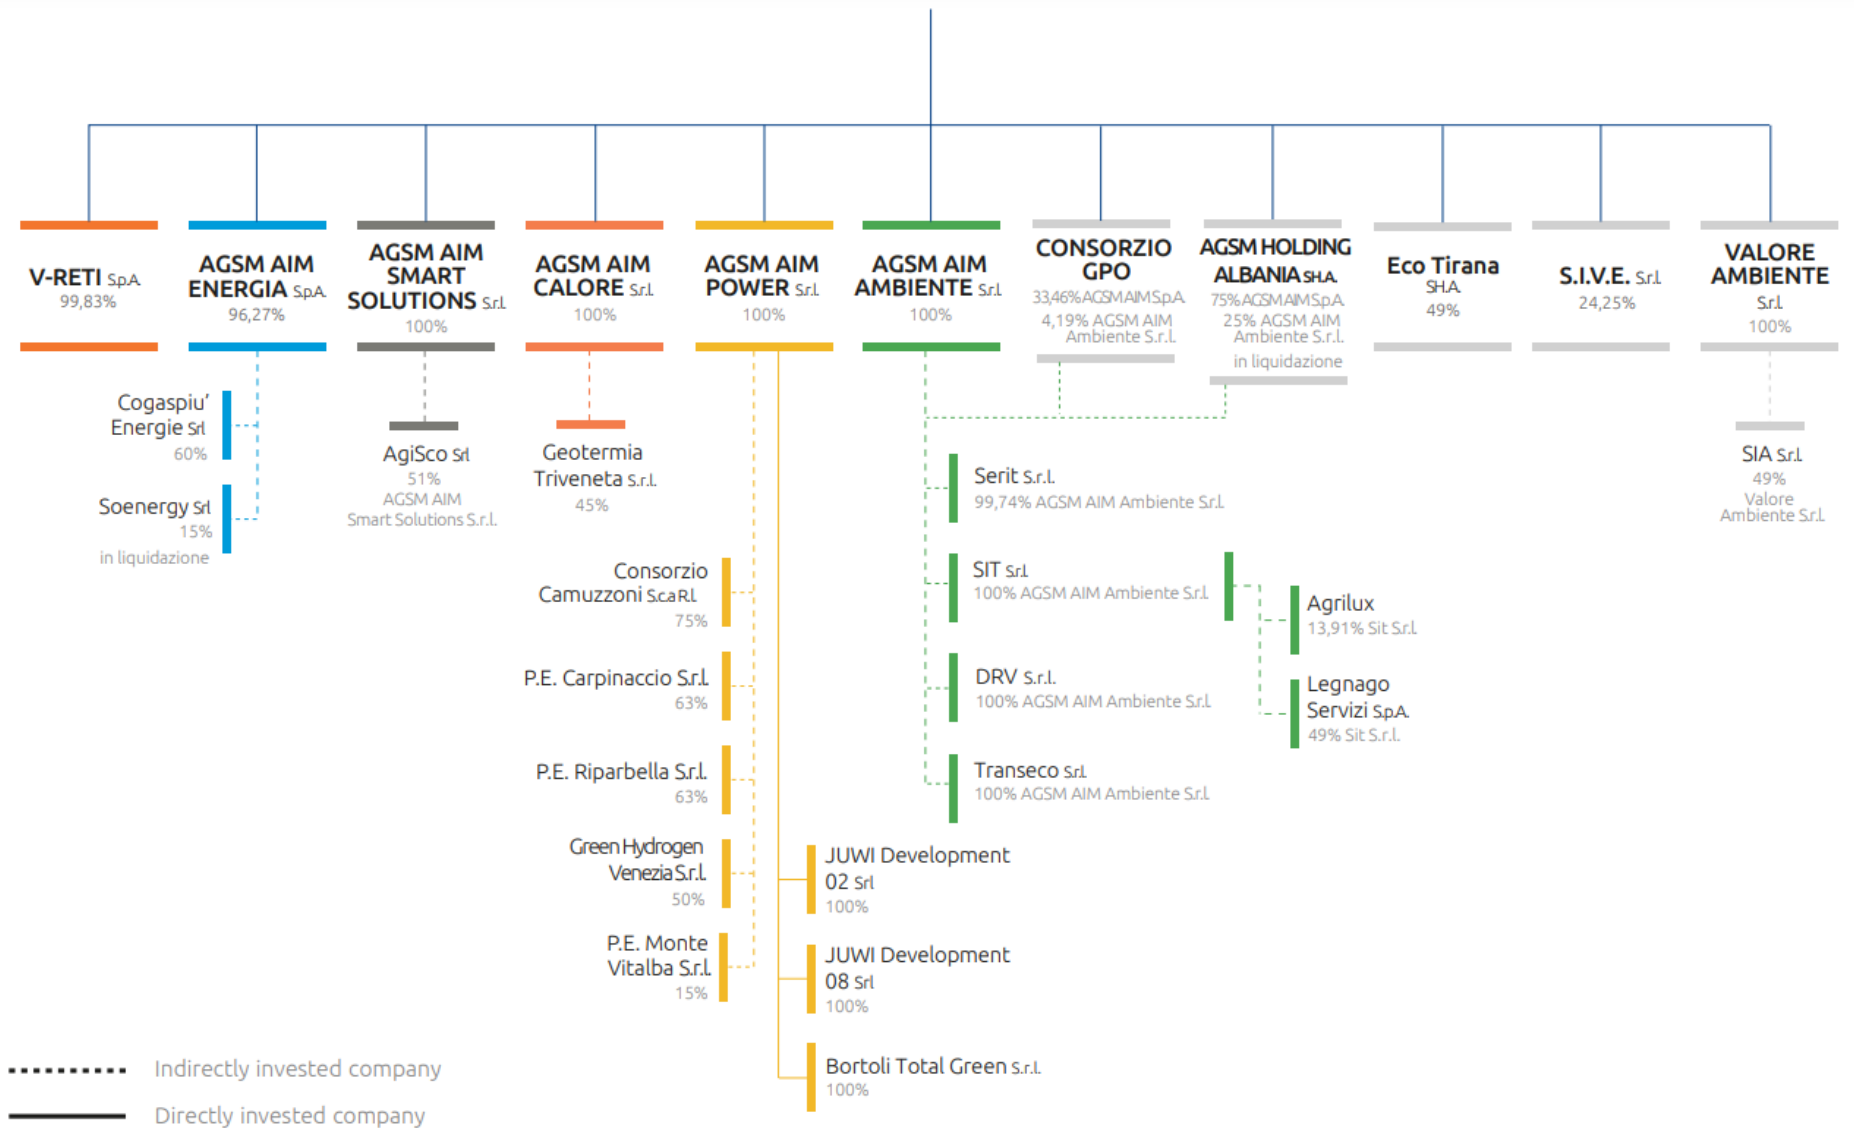 V-RETI S.p.A.
99,83%
AGSM AIM
ENERGIA S.p.A.
96,27%
AGSM AIM
SMART
SOLUTIONS S.r.l.
100%
AGSM AIM
CALORE S.r.l.
100%
AGSM AIM
POWER S.r.l.
100%
AGSM AIM
AMBIENTE S.r.l.
100%
CONSORZIO
GPO
33,46% AGSM AIM S.p.A.
4,19% AGSM AIM
Ambiente S.r.l.
AGSM HOLDING
ALBANIA SH.A.
75% AGSM AIM S.p.A.
25% AGSM AIM
Ambiente S.r.l.
in liquidazione
Eco Tirana
SH.A.
49%
S.I.V.E. S.r.l.
24,25%
VALORE
AMBIENTE
S.r.l.
100%
Cogaspiu’
Energie Srl
60%
Soenergy Srl
15%
in liquidazione
AgiSco Srl
51%
AGSM AIM
Smart Solutions S.r.l.
Geotermia
Triveneta S.r.l.
45%
Consorzio
Camuzzoni S.c.a R.l.
75%
P.E. Carpinaccio S.r.l.
63%
P.E. Riparbella S.r.l.
63%
Green Hydrogen
Venezia S.r.l.
50%
P.E. Monte
Vitalba S.r.l.
15%
JUWI Development
02 Srl
100%
JUWI Development
08 Srl
100%
Bortoli Total Green S.r.l.
100%
Serit S.r.l.
99,74% AGSM AIM Ambiente S.r.l.
SIT S.r.l.
100% AGSM AIM Ambiente S.r.l.
DRV S.r.l.
100% AGSM AIM Ambiente S.r.l.
Transeco S.r.l.
100% AGSM AIM Ambiente S.r.l.
Agrilux
13,91% Sit S.r.l.
Legnago
Servizi S.p.A.
49% Sit S.r.l.
SIA S.r.l.
49%
Valore
Ambiente S.r.l.
Indirectly invested company
Directly invested company